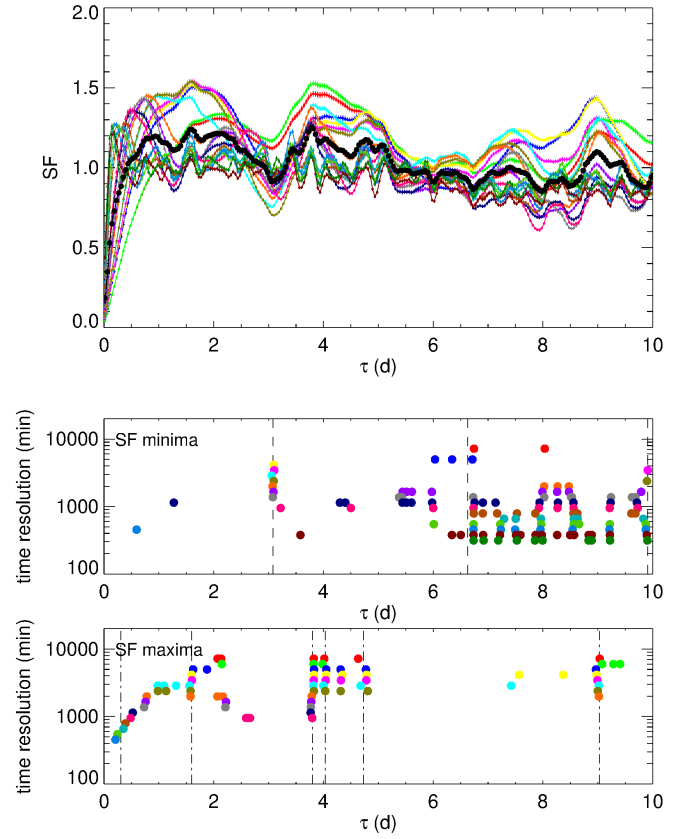 2.0
1.5
1.0
0.5
0.0
SF
0 2 4 6 8 10
τ (d)
10000
1000
100
time resolution (min)
SF minima
0 2 4 6 8 10
τ (d)
10000
1000
100
time resolution (min)
SF maxima
0 2 4 6 8 10
τ (d)